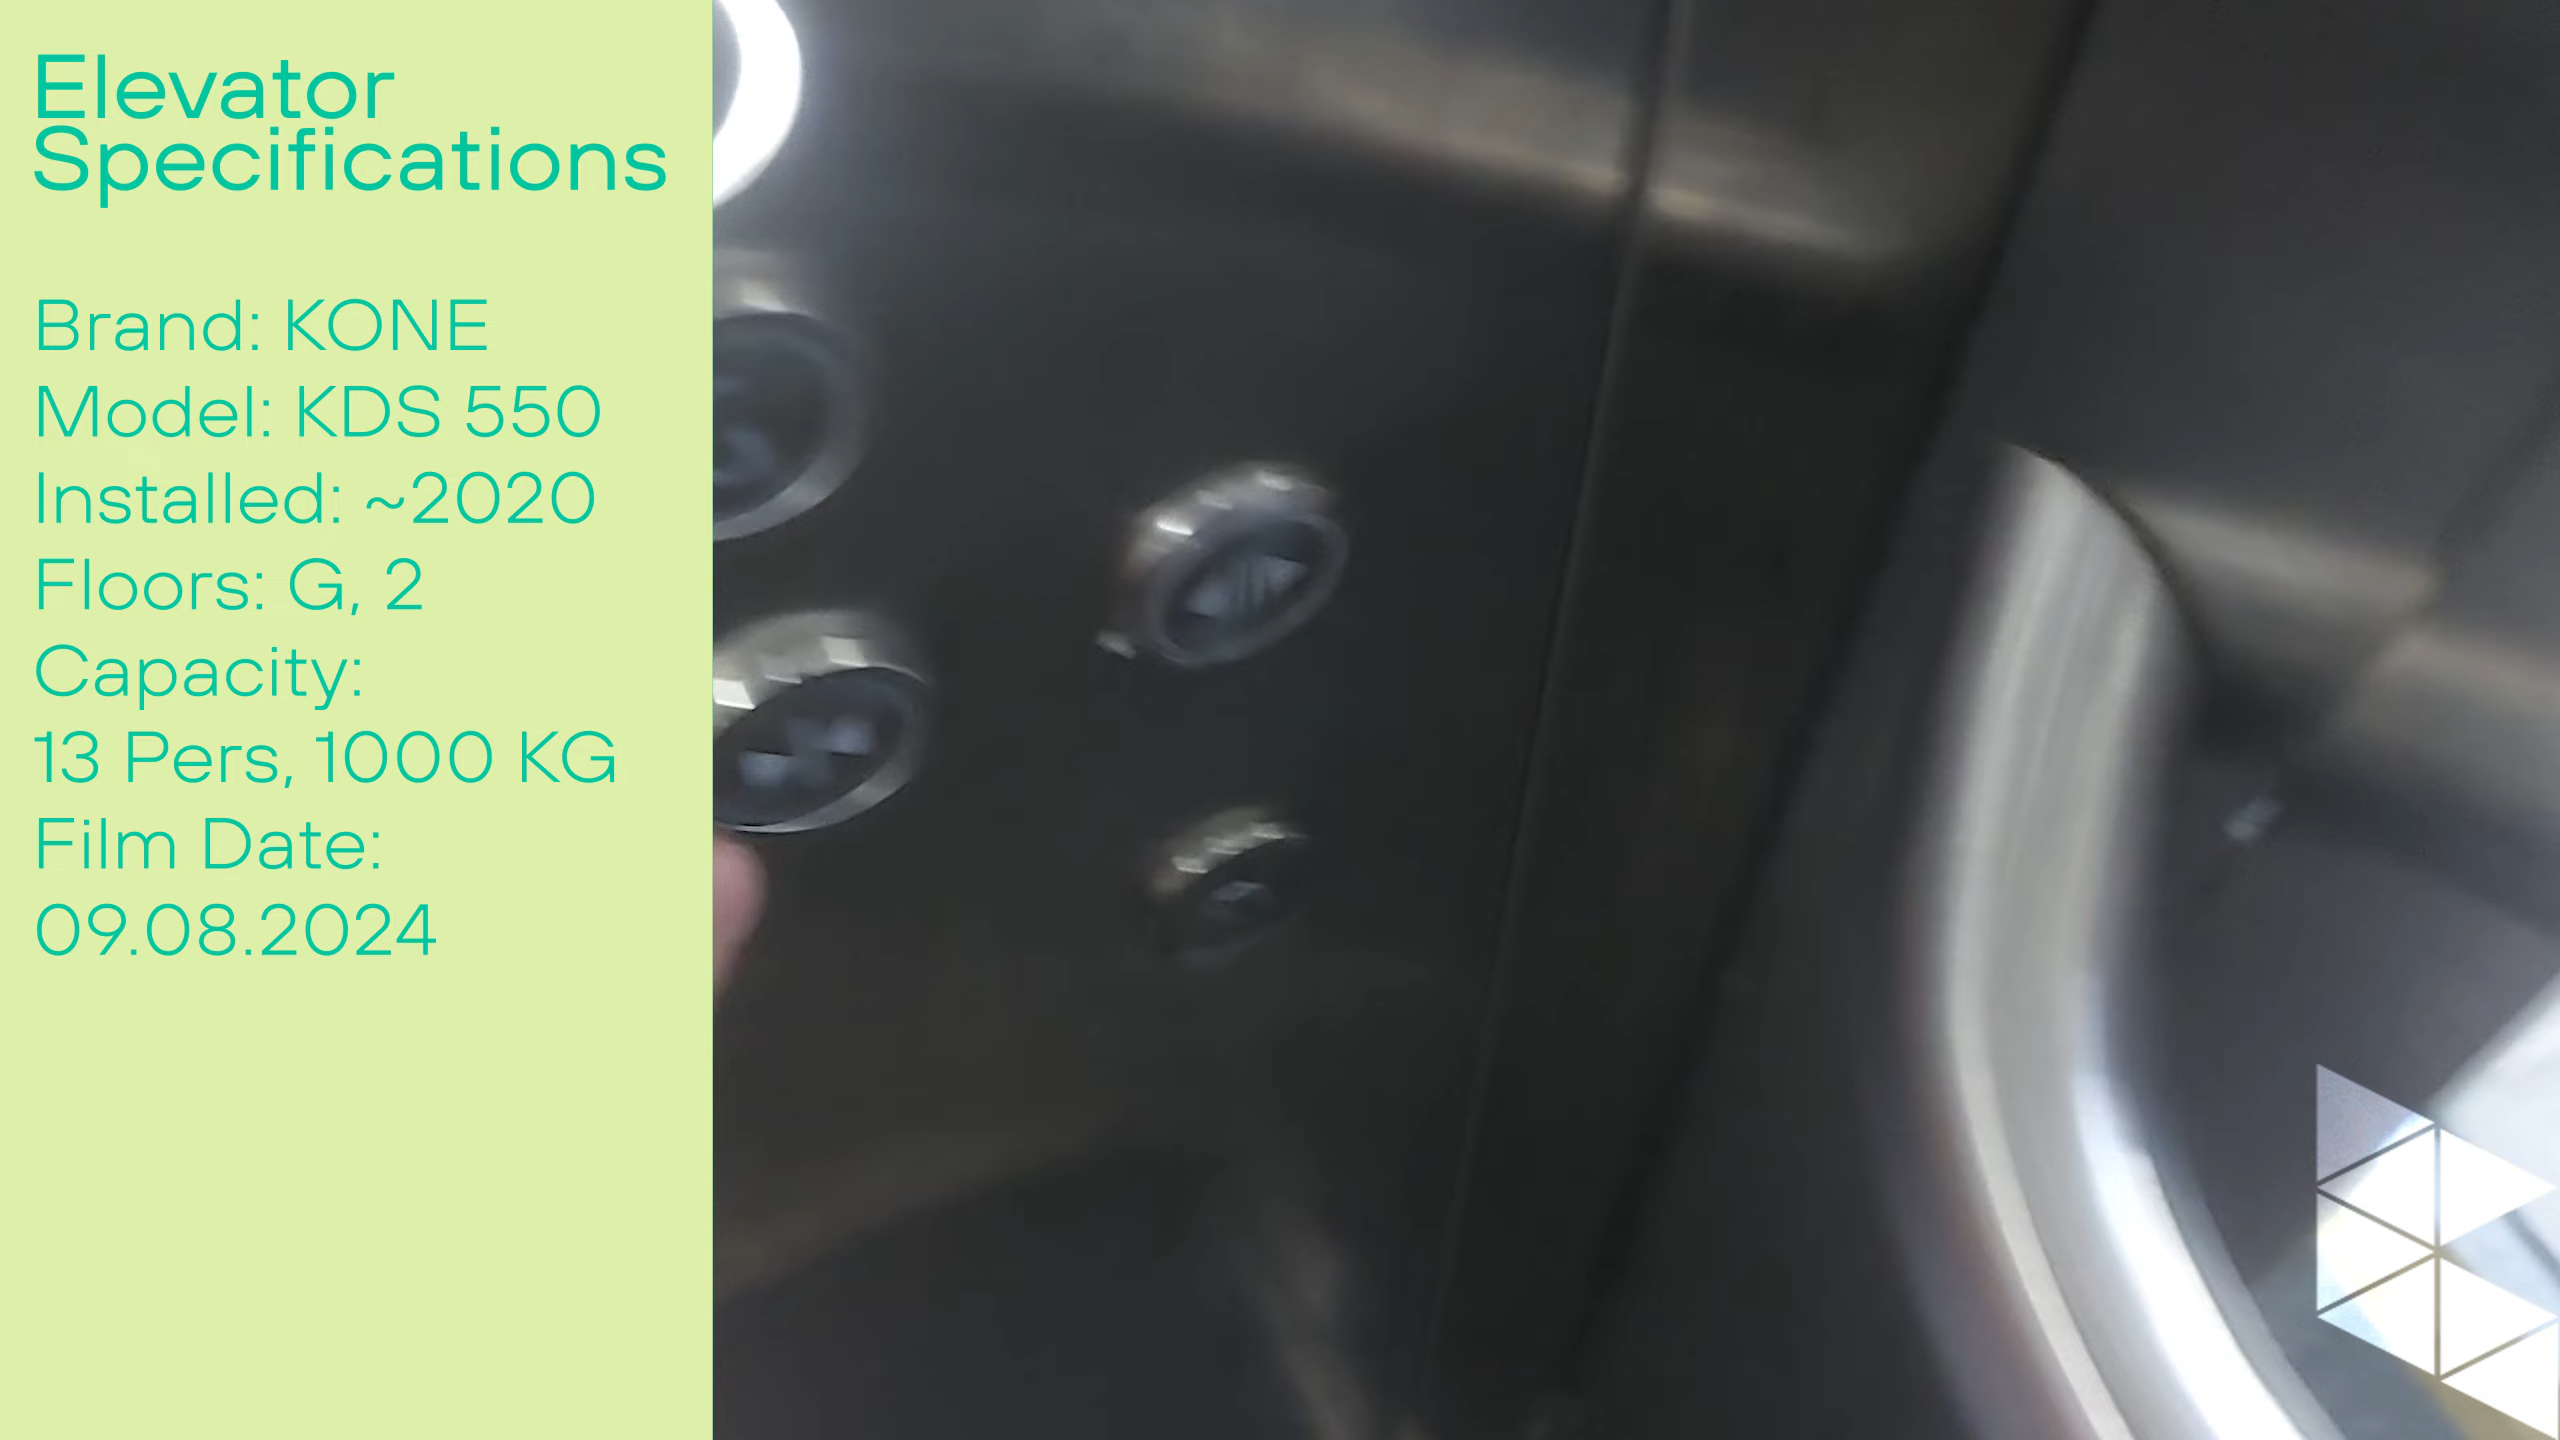 Elevator
Specifications
Brand: KONE
Model: KDS 550
Installed: ~2020
Floors: G, 2
Capacity:
13 Pers, 1000 KG
Film Date:
09.08.2024